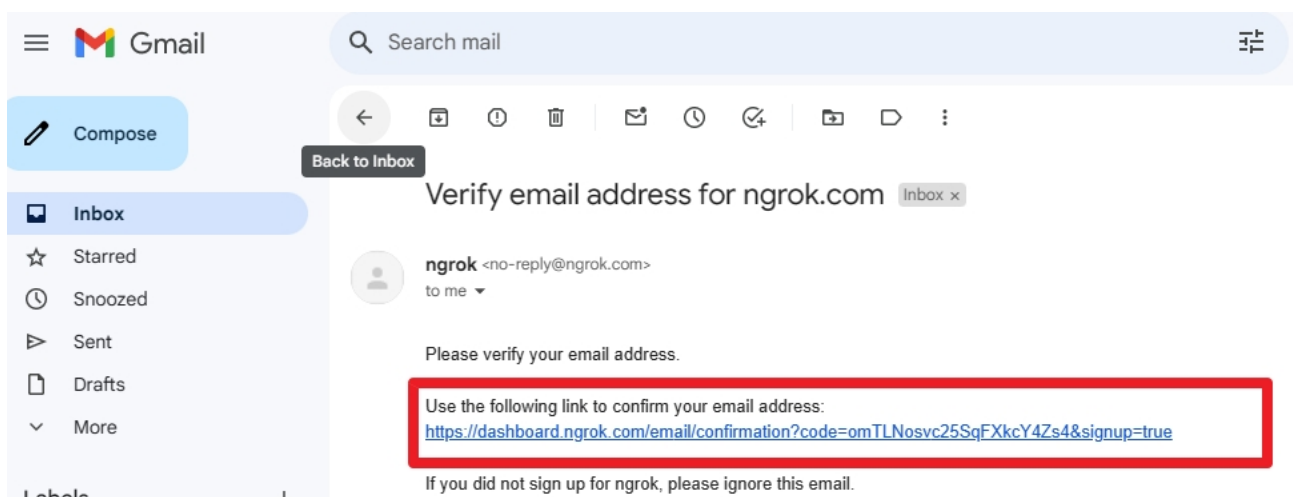 Gmail
Search mail
Compose
Back to Inbox
Verify email address for ngrok.com Inbox x
Inbox
ngrok <no-reply@ngrok.com>
Starred
to me
Snoozed
Sent
Please verify your email address.
Drafts
Use the following link to confirm your email address:
More
https://dashboard.ngrok.com/email/confirmation?code=omTLNosvc25SqFXkcY4Zs4&signup=true
If you did not sign up for ngrok, please ignore this email.